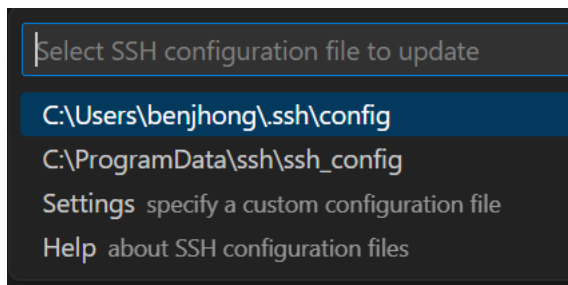 Select SSH configuration file to update
C:\Users\benjhong\.ssh\config
C:\ProgramData\ssh\ssh_config
Settings specify a custom configuration file
Help about SSH configuration files